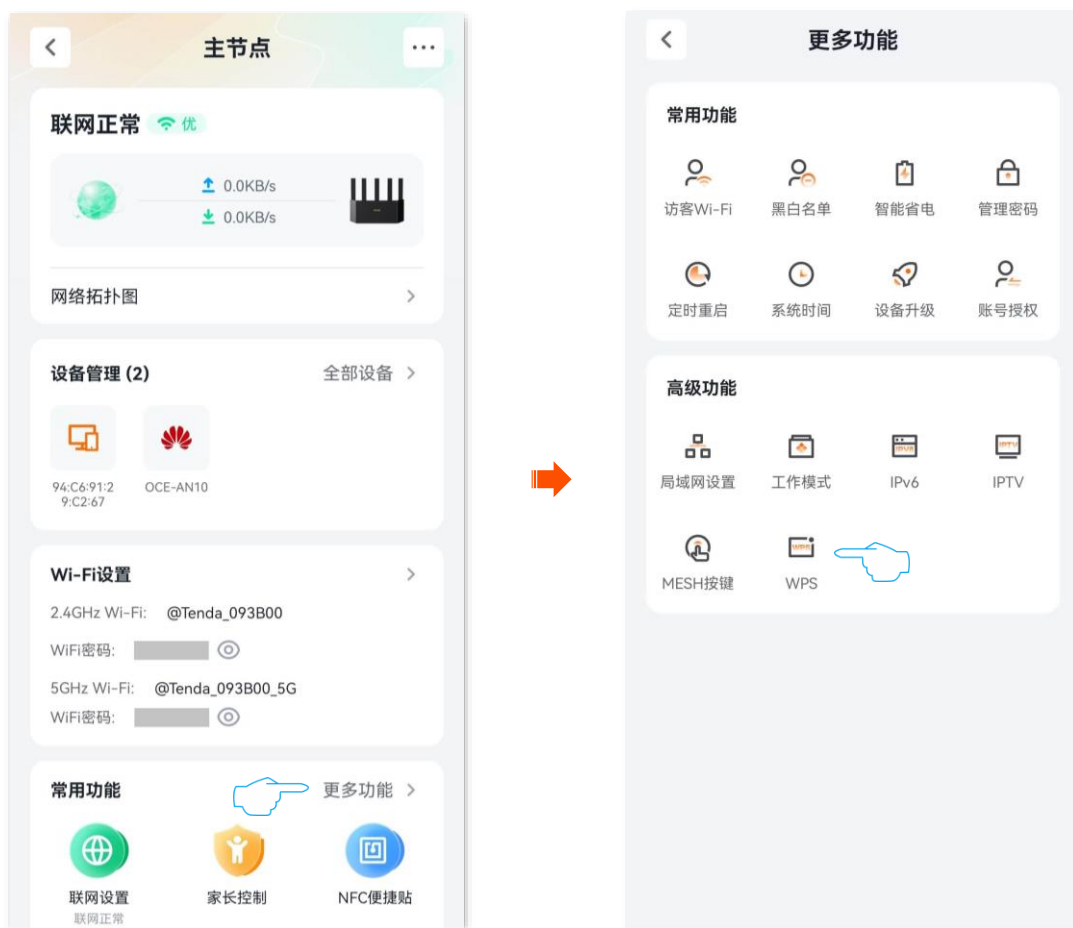 主节点
联网正常 优
0.0KB/s
0.0KB/s
网络拓扑图
设备管理 (2) 全部设备
94:C6:91:2
9:C2:67
OCE-AN10
Wi-Fi设置
2.4GHz Wi-Fi: @Tenda_093B00
WiFi密码:
5GHz Wi-Fi: @Tenda_093B00_5G
WiFi密码:
常用功能 更多功能
联网设置 家长控制 NFC便捷贴
联网正常
更多功能
常用功能
访客Wi-Fi 黑白名单 智能省电 管理密码
定时重启 系统时间 设备升级 账号授权
高级功能
IPV6 IPTV
局域网设置 工作模式 IPv6 IPTV
WPS
MESH按键 WPS